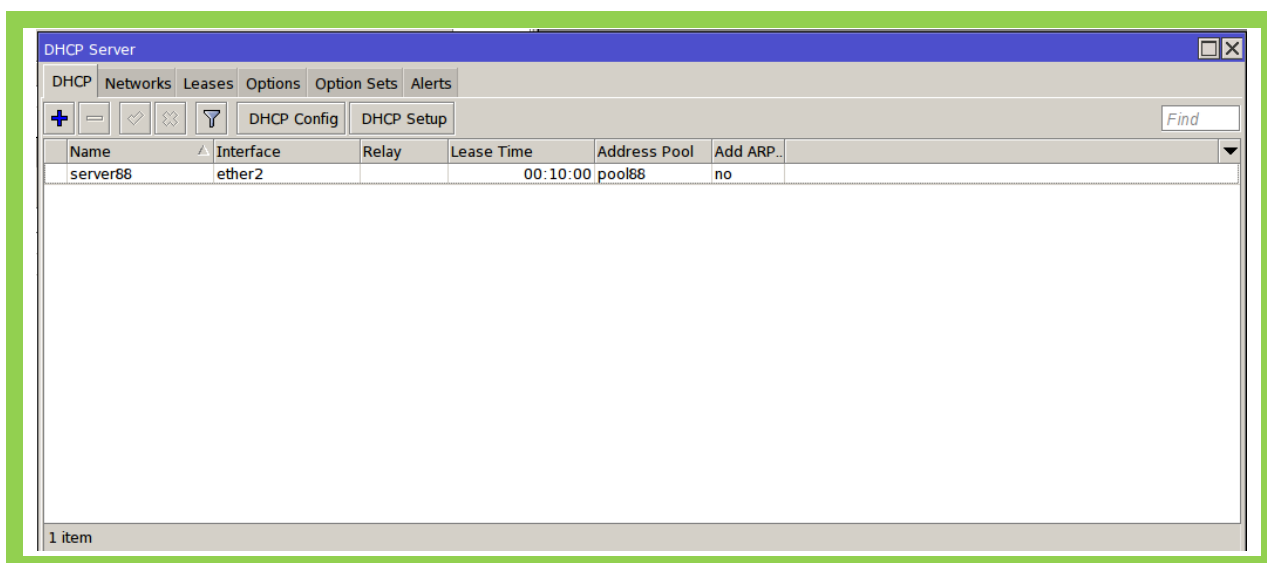 DHCP Server
DHCP Networks Leases Options Option Sets Alerts
DHCP Config DHCP Setup Find
Name Interface Relay Lease Time Address Pool Add ARP..
server88 ether2 00:10:00 pool88 no
1 item